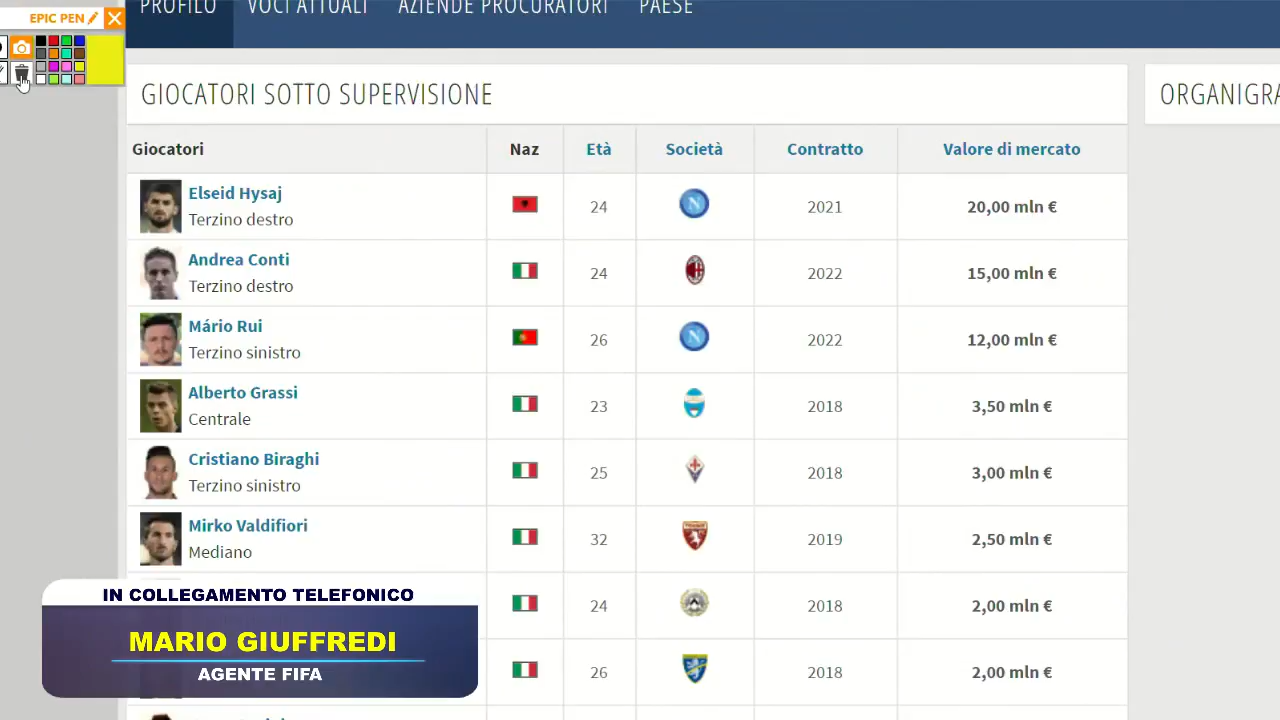 PROFILO VOCI ATTUALI AZIENDE PROCURATORI PAESE
EPIC PEN
GIOCATORI SOTTO SUPERVISIONE
ORGANIGRA
Giocatori Naz Età Società Contratto Valore di mercato
Elseid Hysaj
Terzino destro
24 2021 20,00 mln €
Andrea Conti
Terzino destro
24 2022 15,00 mln €
Mário Rui
Terzino sinistro
26 2022 12,00 mln €
Alberto Grassi
Centrale
23 2018 3,50 mln €
Cristiano Biraghi
Terzino sinistro
25 2018 3,00 mln €
Mirko Valdifiori
Mediano
32 2019 2,50 mln €
24 2018 2,00 mln €
26 2018 2,00 mln €
IN COLLEGAMENTO TELEFONICO
MARIO GIUFFREDI
AGENTE FIFA